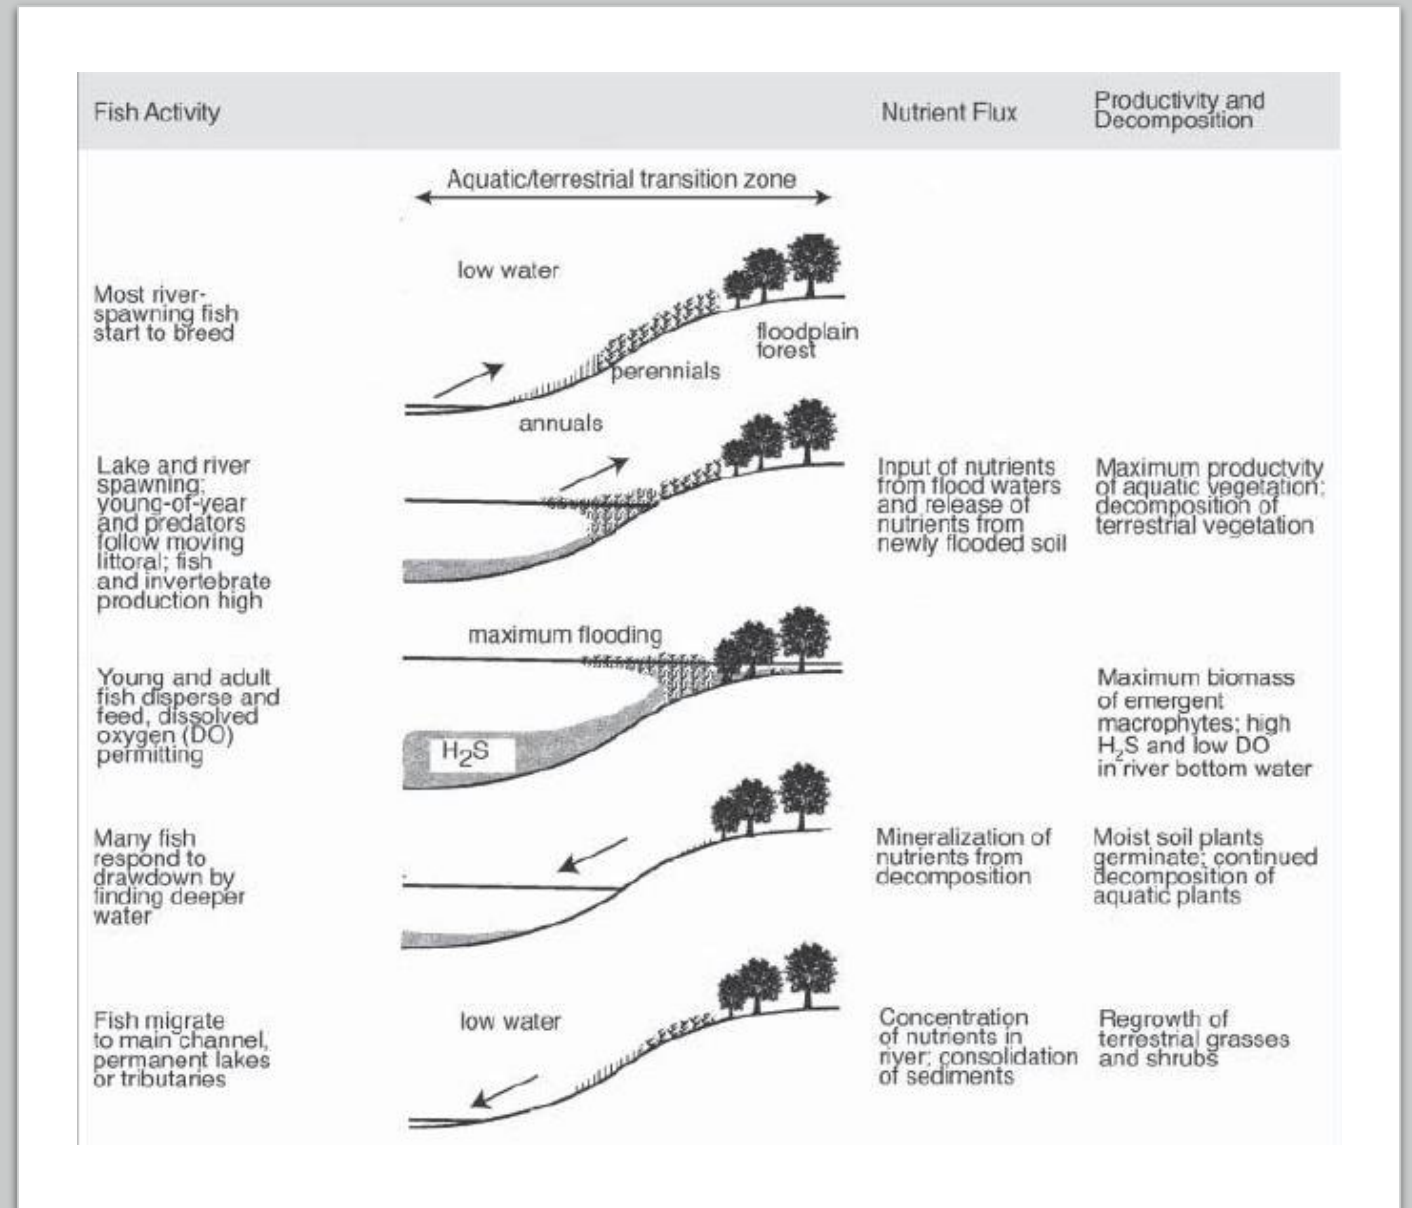 Fish Activity
Nutrient Flux
Productivity and
Decomposition
Aquatic/terrestrial transition zone
low water
Most river-
spawning fish
start to breed
floodplain
forest
perennials
annuals
Lake and river
spawning;
young-of-year
and predators
follow moving
littoral; fish
and invertebrate
production high
Input of nutrients
from flood waters
and release of
nutrients from
newly flooded soil
Maximum productvity
of aquatic vegetation;
decomposition of
terrestrial vegetation
maximum flooding
Young and adult
fish disperse and
feed, dissolved
oxygen (DO)
permitting
H₂S
Maximum biomass
of emergent
macrophytes; high
H₂S and low DO
in river bottom water
Many fish
respond to
drawdown by
finding deeper
water
Mineralization of
nutrients from
decomposition
Moist soil plants
germinate; continued
decomposition of
aquatic plants
Fish migrate
to main channel,
permanent lakes
or tributaries
low water
Concentration
of nutrients in
river; consolidation
of sediments
Regrowth of
terrestrial grasses
and shrubs